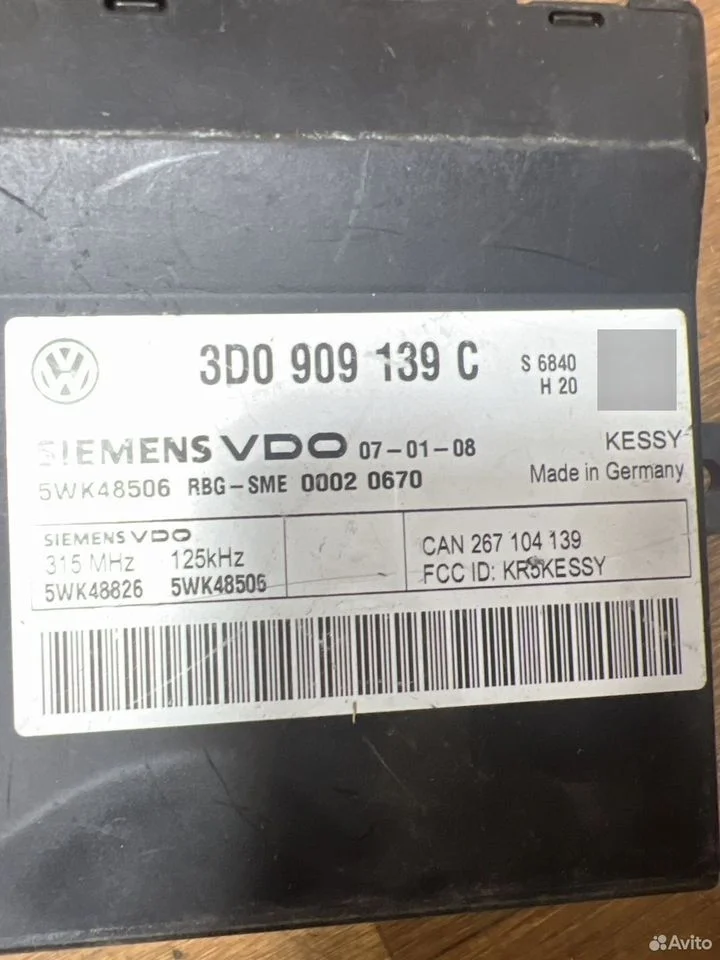 3D0 909 139 C
S 6840
H 20
SIEMENS VDO 07-01-08
KESSY
5WK48506 RBG-SME 0002 0670
Made in Germany
SIEMENS VDO
315 MHz 125kHz
5WK48826 5WK48506
CAN 267 104 139
FCC ID: KR5KESSY
Avito